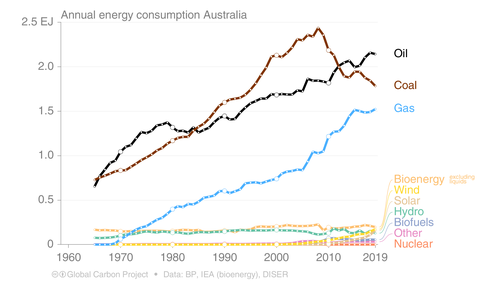 Annual energy consumption Australia
2.5 EJ
2.0
1.5
1.0
0.5
0
1960
1970
1980
1990
2000
2010
2019
Oil
Coal
Gas
Bioenergy excluding liquids
Wind
Solar
Hydro
Biofuels
Other
Nuclear
Global Carbon Project • Data: BP, IEA (bioenergy), DISER